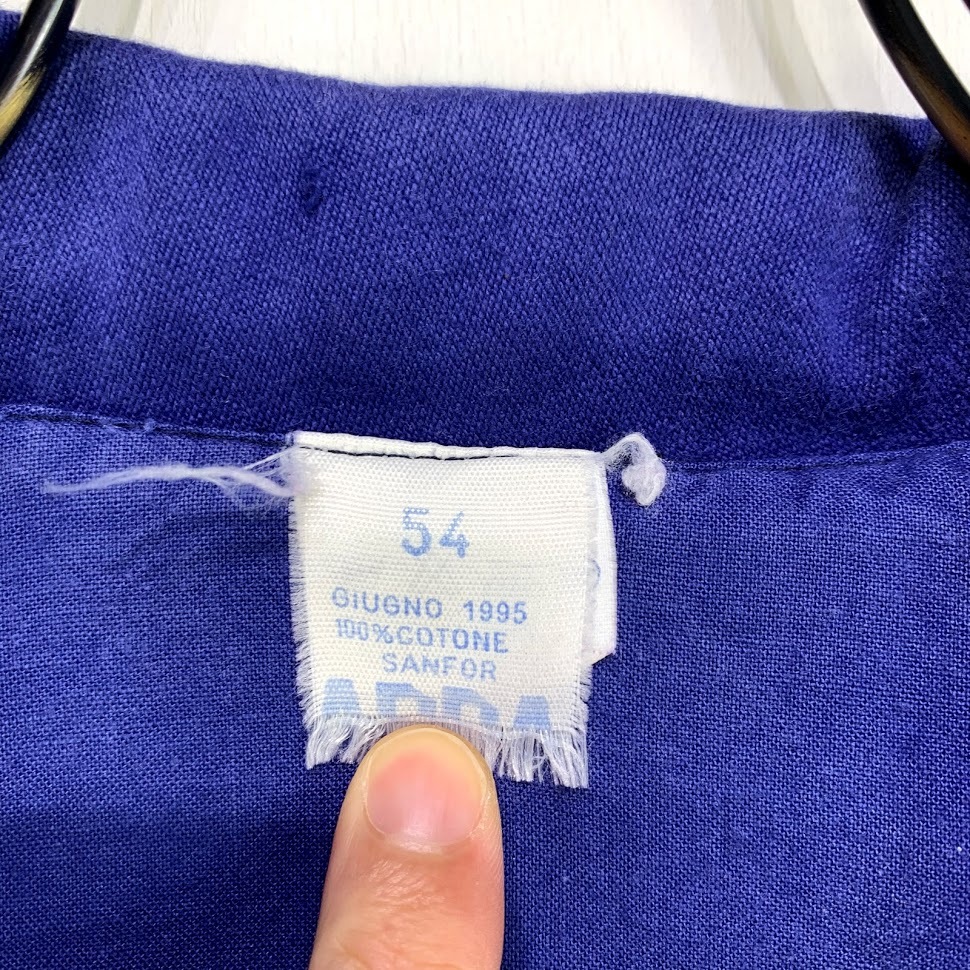 54
GIUGNO 1995
100%COTONE
SANFOR